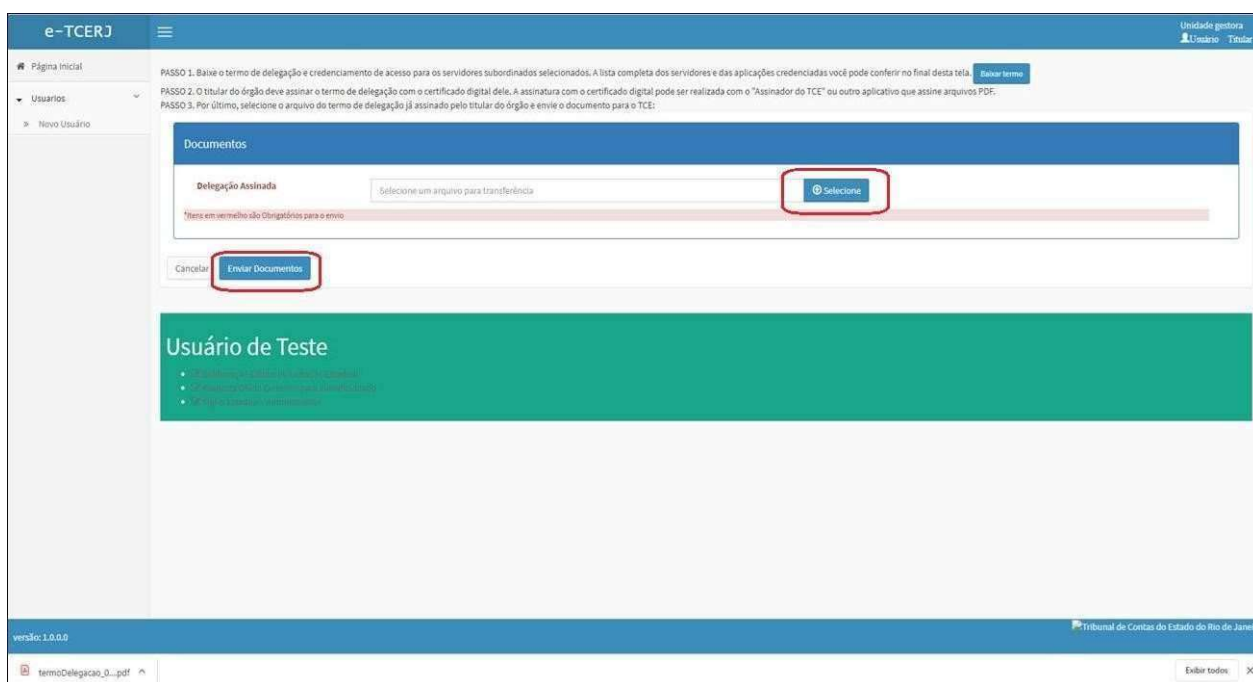 e-TCERJ
Unidade gestora
Usuário Titular
Página Inicial
Usuarios
Novo Usuário
PASSO 1. Baixe o termo de delegação e credenciamento de acesso para os servidores subordinados selecionados. A lista completa dos servidores e das aplicações credenciadas você pode conferir no final desta tela. Baixar termo
PASSO 2. O titular do órgão deve assinar o termo de delegação com o certificado digital dele. A assinatura com o certificado digital pode ser realizada com o "Assinador do TCE" ou outro aplicativo que assine arquivos PDF.
PASSO 3. Por último, selecione o arquivo do termo de delegação já assinado pelo titular do órgão e envie o documento para o TCE:
Documentos
Delegação Assinada
Selecione um arquivo para transferência
Selecione
*Itens em vermelho são Obrigatórios para o envio
Cancelar
Enviar Documentos
Usuário de Teste
versão: 1.0.0.0
Tribunal de Contas do Estado do Rio de Jane
termoDelegacao_0....pdf
Exibir todos